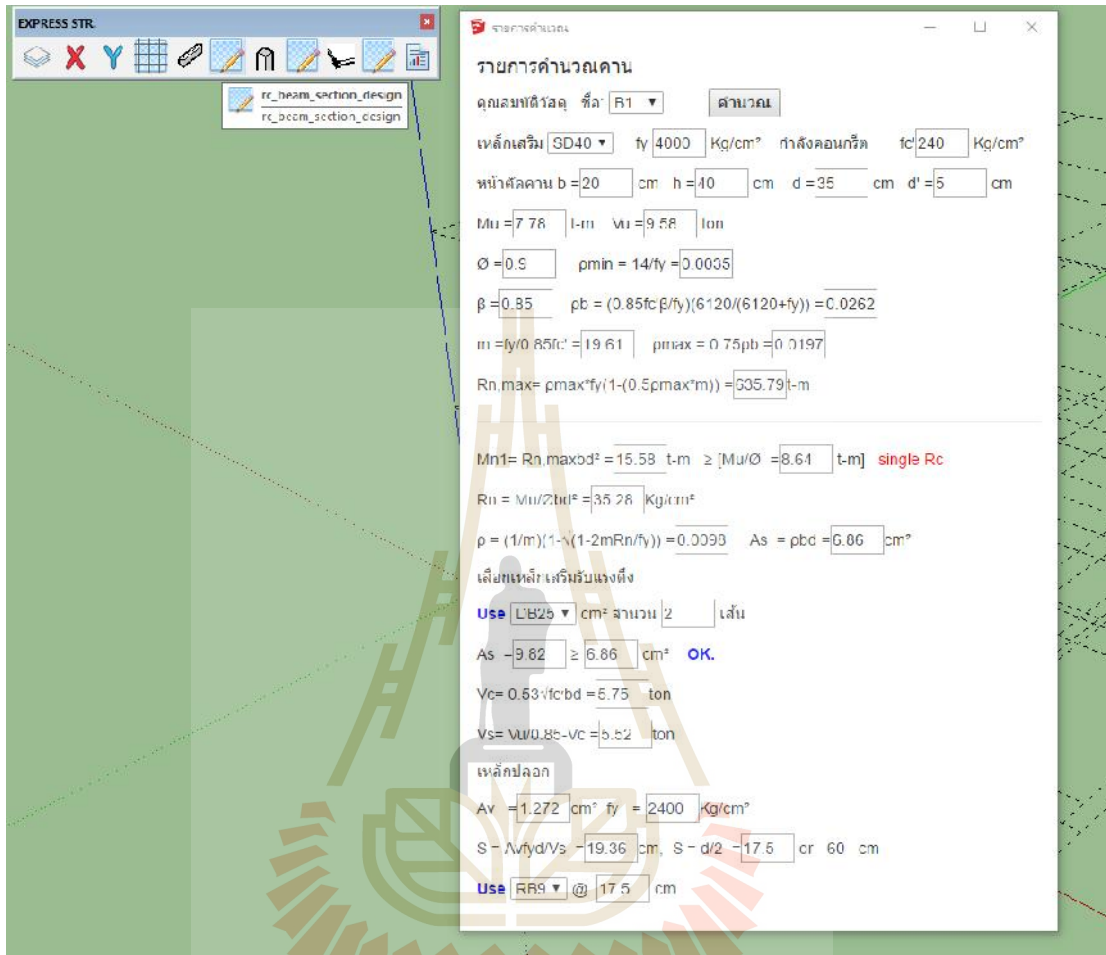 EXPRESS STR.
rc_beam_section_design
rc_beam_section_design
รายการคำนวณ
รายการคำนวณคาน
คุณสมบัติวัสดุ ชื่อ: B1 คำนวณ
เหล็กเสริม SD40 fy 4000 Kg/cm² กำลังคอนกรีต fc' 240 Kg/cm²
หน้าตัดคาน b = 20 cm h = 40 cm d = 35 cm d' = 5 cm
Mu = 7.78 t-m Vu = 9.58 ton
Ø = 0.9 ρmin = 14/fy = 0.0035
β = 0.85 ρb = (0.85fc'β/fy)(6120/(6120+fy)) = 0.0262
m =fy/0.85fc' = 19.61 ρmax = 0.75ρb = 0.0197
Rn,max= ρmax*fy(1-(0.5ρmax*m)) = 635.79 t-m
Mn1= Rn,maxbd² = 15.58 t-m ≥ [Mu/Ø = 8.64 t-m] single Rc
Rn = Mu/Øbd² = 35.28 Kg/cm²
ρ = (1/m)(1-√(1-2mRn/fy)) = 0.0098 As = ρbd = 6.86 cm²
เลือกเหล็กเสริมรับแรงดึง
Use DB25 cm² จำนวน 2 เส้น
As = 9.82 ≥ 6.86 cm² OK.
Vc= 0.53√fc'bd = 5.75 ton
Vs= Vu/0.85-Vc = 5.52 ton
เหล็กปลอก
Av = 1.272 cm² fy = 2400 Kg/cm²
S = Avfyd/Vs = 19.36 cm, S = d/2 = 17.5 or 60 cm
Use RB9 @ 17.5 cm